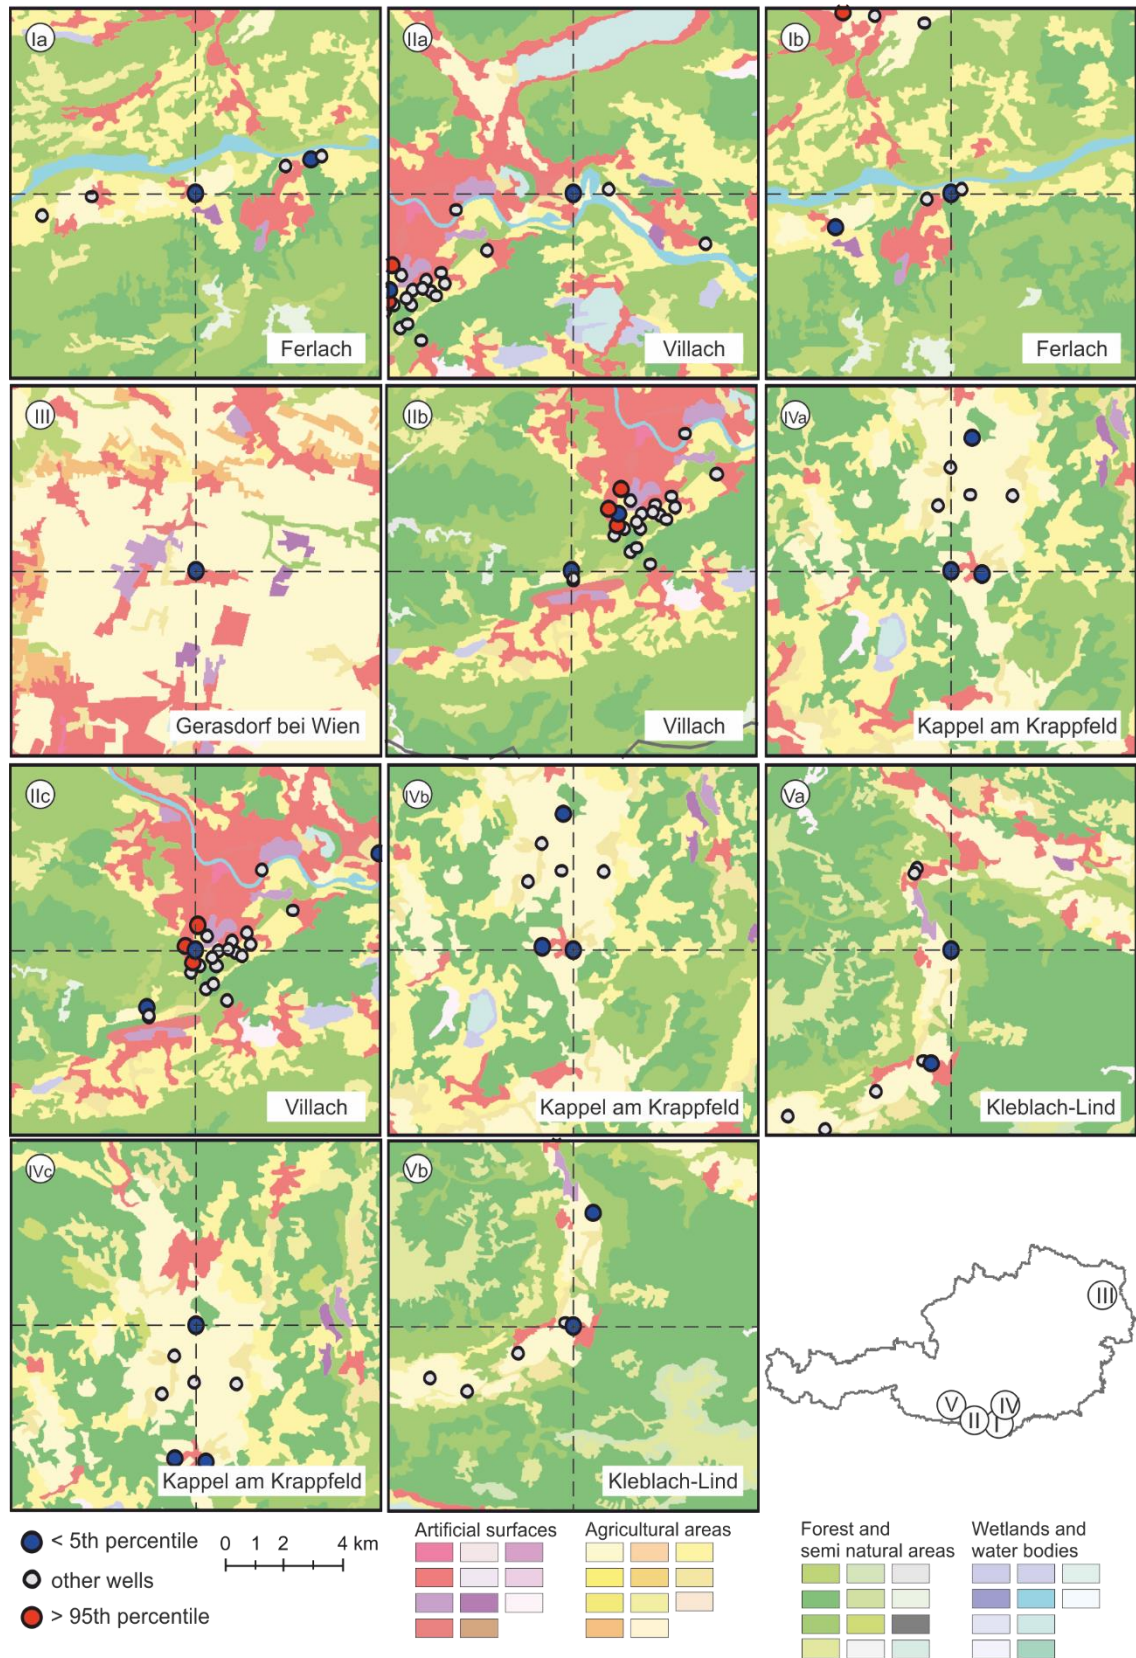 Ia
Ferlach
IIa
Villach
Ib
Ferlach
III
Gerasdorf bei Wien
IIb
Villach
IVa
Kappel am Krappfeld
IIc
Villach
IVb
Kappel am Krappfeld
Va
Kleblach-Lind
IVc
Kappel am Krappfeld
Vb
Kleblach-Lind
III
V
IV
II
I
< 5th percentile
other wells
> 95th percentile
0 1 2 4 km
Artificial surfaces
Agricultural areas
Forest and
semi natural areas
Wetlands and
water bodies